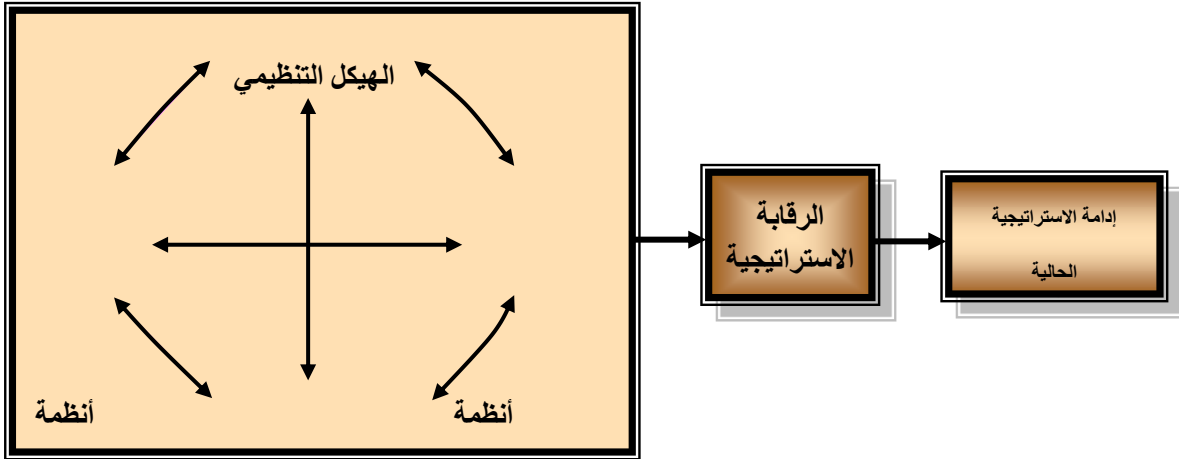 الهيكل التنظيمي
الرقابة
الاستراتيجية
إدامة الاستراتيجية
الحالية
أنظمة
أنظمة